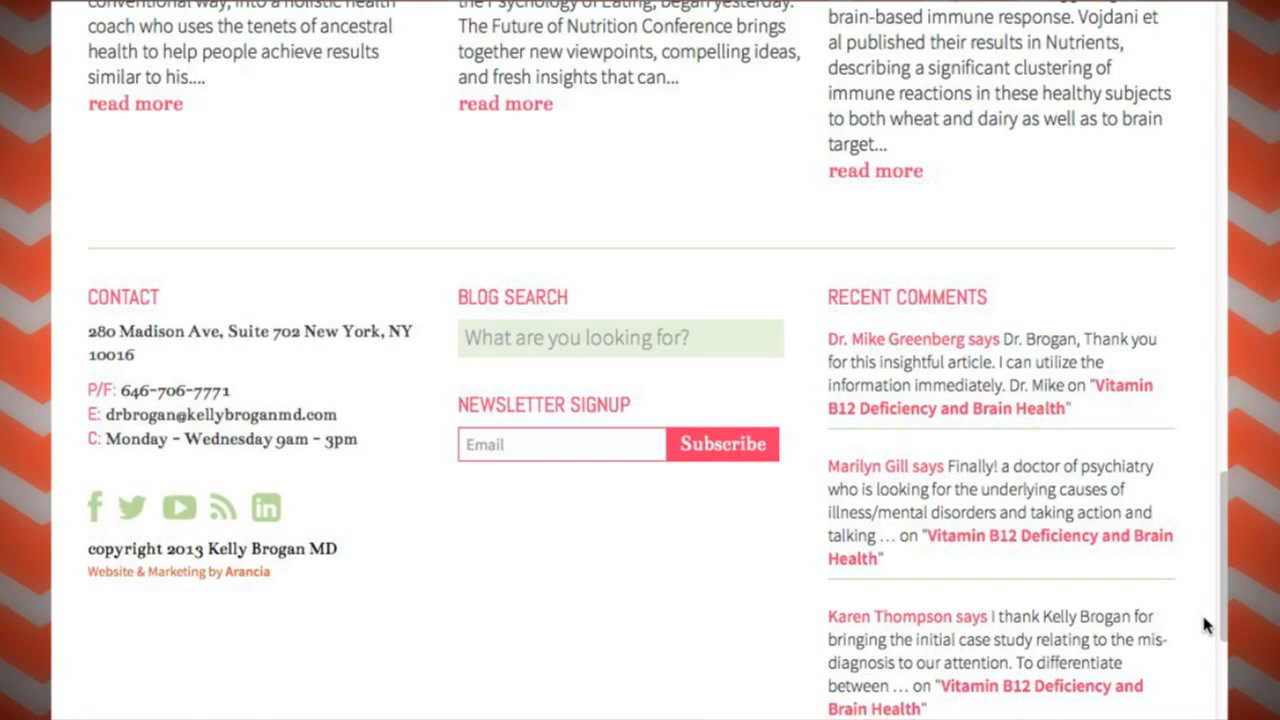 conventional way, into a holistic health
coach who uses the tenets of ancestral
health to help people achieve results
similar to his....
read more
the Psychology of Eating, began yesterday.
The Future of Nutrition Conference brings
together new viewpoints, compelling ideas,
and fresh insights that can...
read more
brain-based immune response. Vojdani et
al published their results in Nutrients,
describing a significant clustering of
immune reactions in these healthy subjects
to both wheat and dairy as well as to brain
target...
read more
CONTACT
280 Madison Ave, Suite 702 New York, NY
10016
P/F: 646-706-7771
E: drbrogan@kellybroganmd.com
C: Monday - Wednesday 9am - 3pm
copyright 2013 Kelly Brogan MD
Website & Marketing by Arancia
BLOG SEARCH
What are you looking for?
NEWSLETTER SIGNUP
Email
Subscribe
RECENT COMMENTS
Dr. Mike Greenberg says Dr. Brogan, Thank you
for this insightful article. I can utilize the
information immediately. Dr. Mike on "Vitamin
B12 Deficiency and Brain Health"
Marilyn Gill says Finally! a doctor of psychiatry
who is looking for the underlying causes of
illness/mental disorders and taking action and
talking … on "Vitamin B12 Deficiency and Brain
Health"
Karen Thompson says I thank Kelly Brogan for
bringing the initial case study relating to the mis-
diagnosis to our attention. To differentiate
between … on "Vitamin B12 Deficiency and
Brain Health"